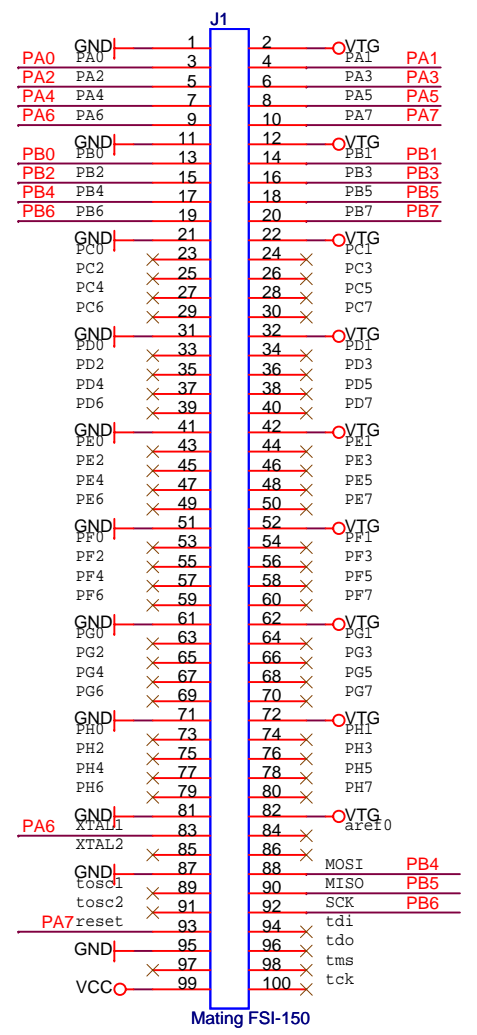 J1
GND 1 2 VTG
PA0 PA0 3 4 PA1 PA1
PA2 PA2 5 6 PA3 PA3
PA4 PA4 7 8 PA5 PA5
PA6 PA6 9 10 PA7 PA7
GND 11 12 VTG
PB0 PB0 13 14 PB1 PB1
PB2 PB2 15 16 PB3 PB3
PB4 PB4 17 18 PB5 PB5
PB6 PB6 19 20 PB7 PB7
GND 21 22 VTG
PC0 23 24 PC1
PC2 25 26 PC3
PC4 27 28 PC5
PC6 29 30 PC7
GND 31 32 VTG
PD0 33 34 PD1
PD2 35 36 PD3
PD4 37 38 PD5
PD6 39 40 PD7
GND 41 42 VTG
PE0 43 44 PE1
PE2 45 46 PE3
PE4 47 48 PE5
PE6 49 50 PE7
GND 51 52 VTG
PF0 53 54 PF1
PF2 55 56 PF3
PF4 57 58 PF5
PF6 59 60 PF7
GND 61 62 VTG
PG0 63 64 PG1
PG2 65 66 PG3
PG4 67 68 PG5
PG6 69 70 PG7
GND 71 72 VTG
PH0 73 74 PH1
PH2 75 76 PH3
PH4 77 78 PH5
PH6 79 80 PH7
GND 81 82 VTG
PA6 XTAL1 83 84 aref0
XTAL2 85 86
GND 87 88 MOSI PB4
tosc1 89 90 MISO PB5
tosc2 91 92 SCK PB6
PA7 reset 93 94 tdi
GND 95 96 tdo
97 98 tms
VCC 99 100 tck
Mating FSI-150